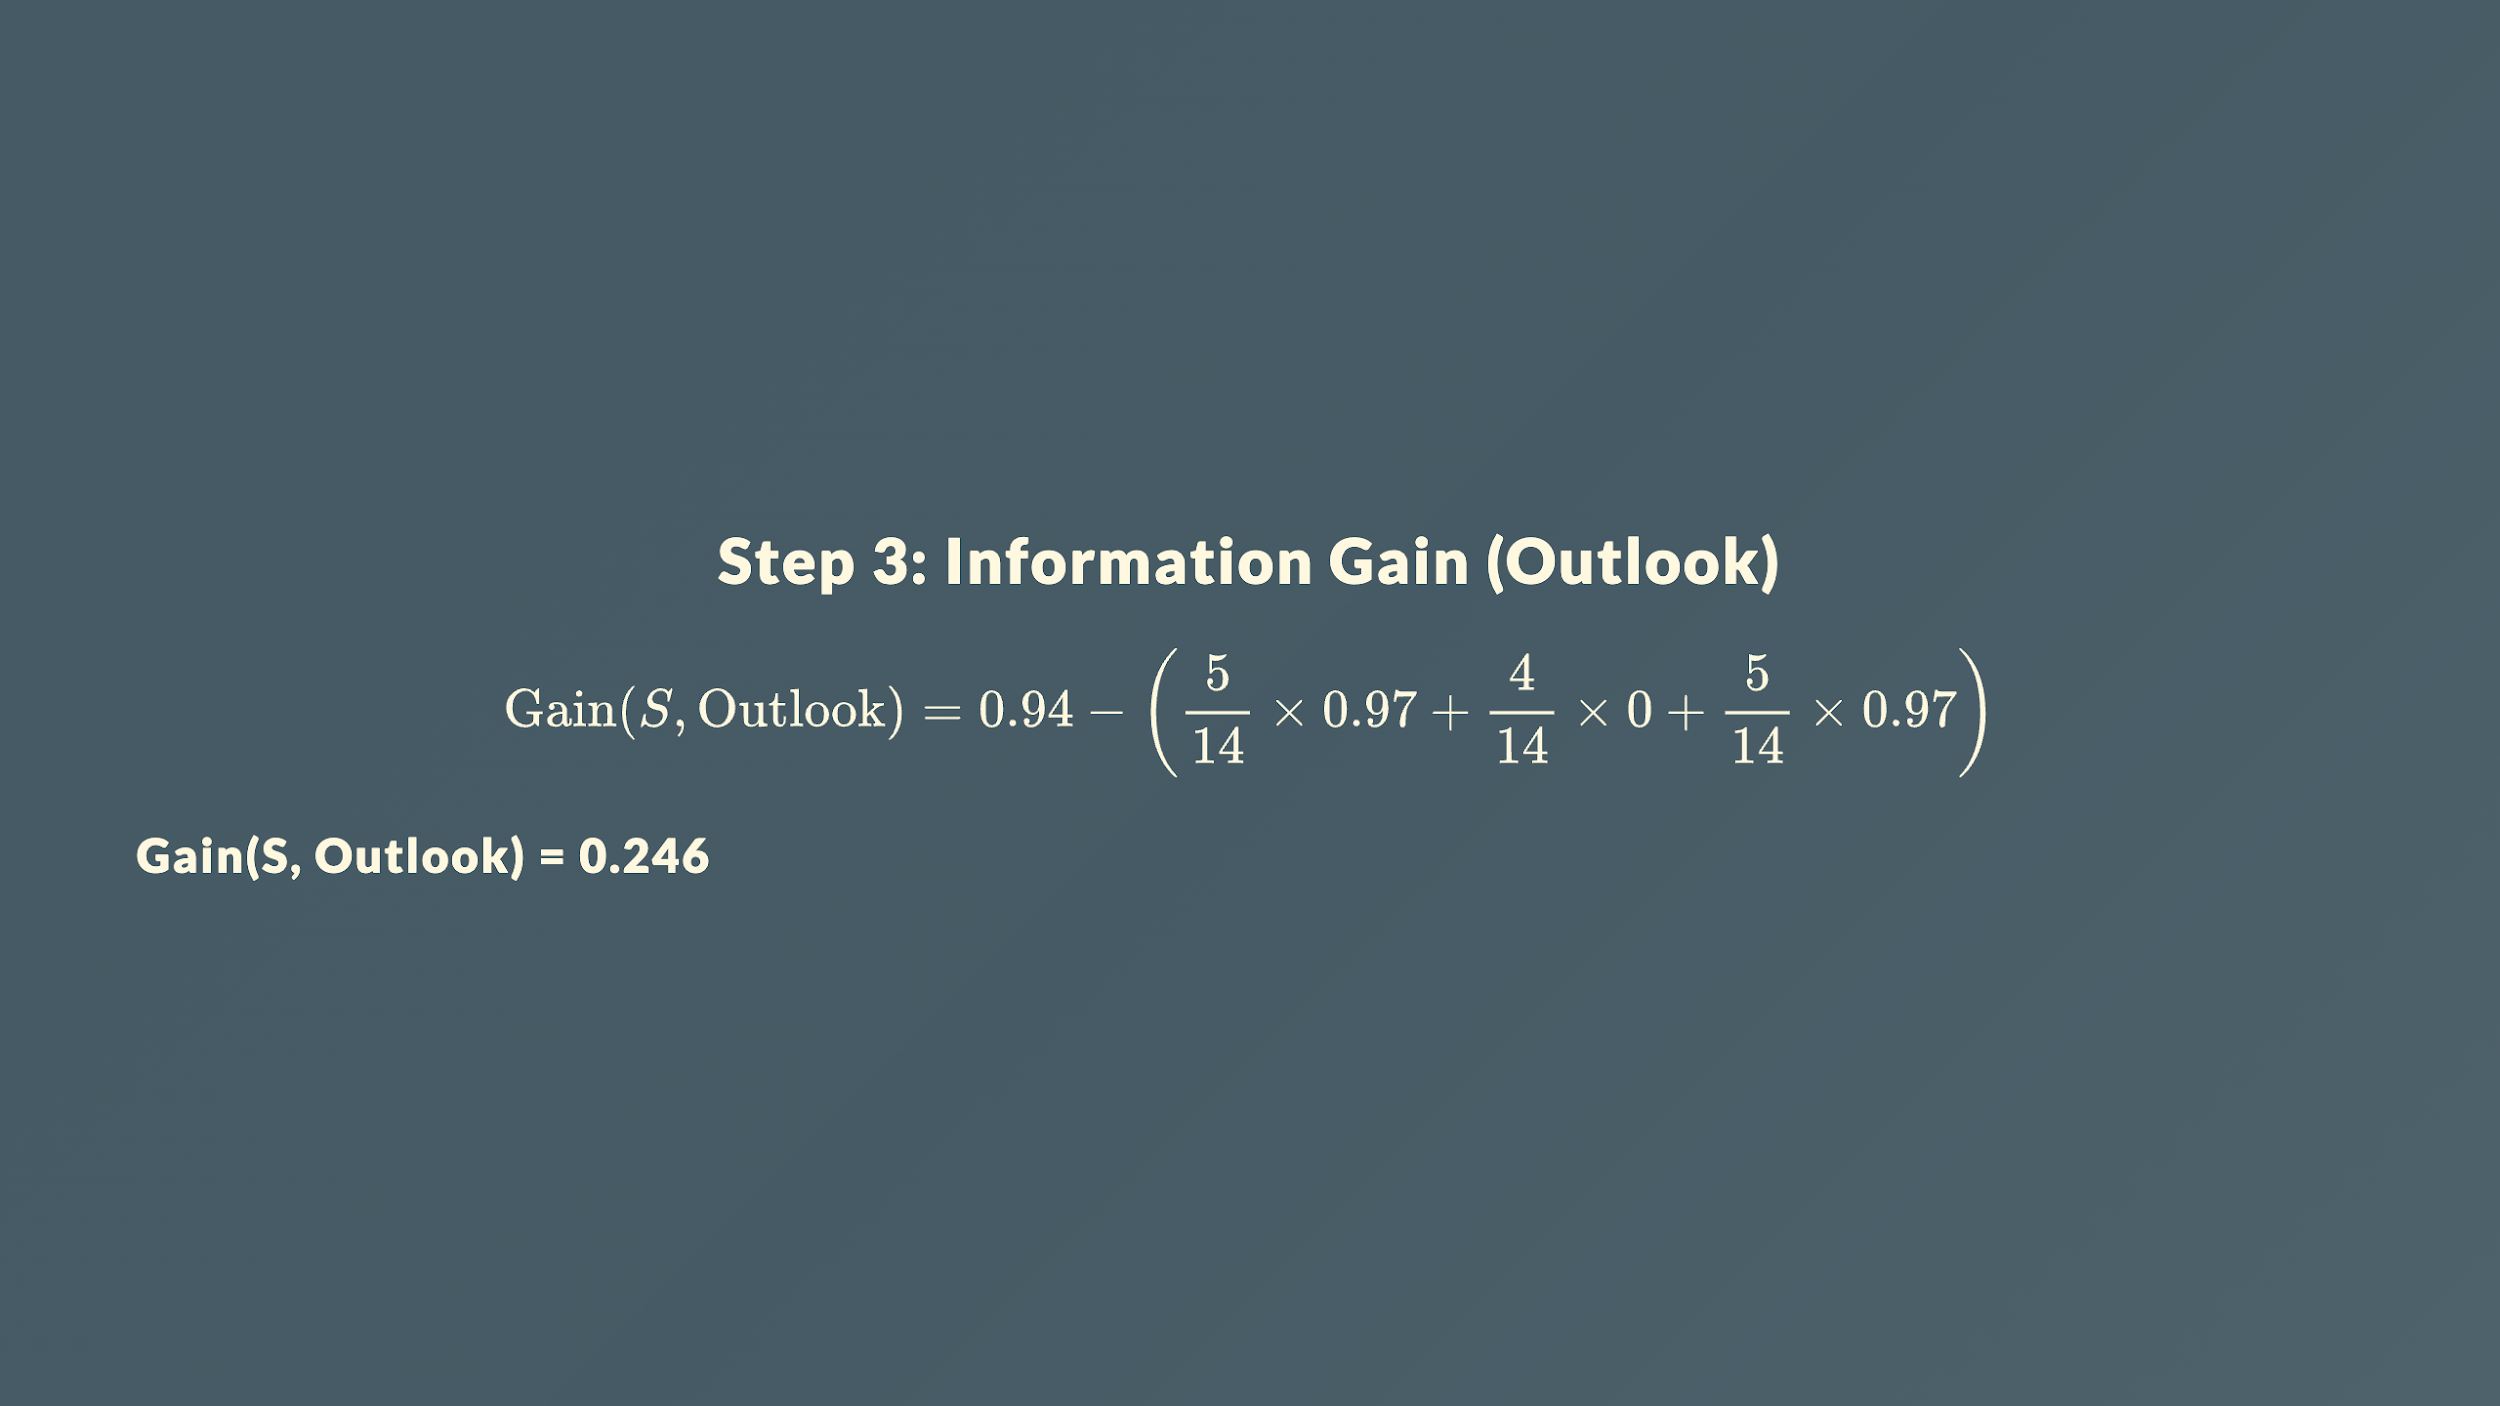 Step 3: Information Gain (Outlook)
Gain(S, Outlook) = 0.94 − (5/14 × 0.97 + 4/14 × 0 + 5/14 × 0.97)
Gain(S, Outlook) = 0.246